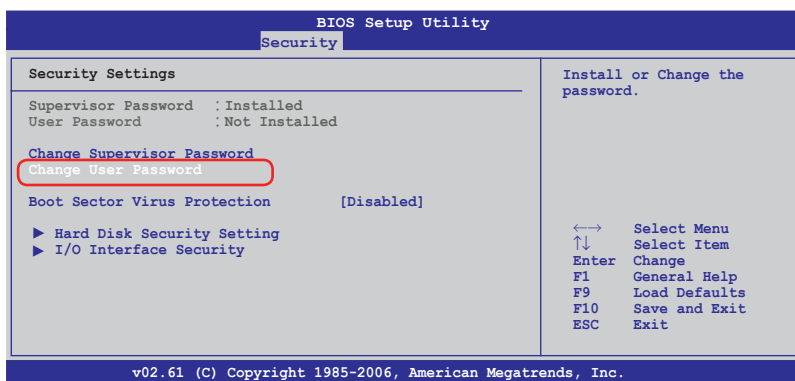 BIOS Setup Utility
Security
Security Settings
Supervisor Password : Installed
User Password : Not Installed
Change Supervisor Password
Change User Password
Boot Sector Virus Protection [Disabled]
▶ Hard Disk Security Setting
▶ I/O Interface Security
Install or Change the
password.
←→ Select Menu
↑↓ Select Item
Enter Change
F1 General Help
F9 Load Defaults
F10 Save and Exit
ESC Exit
v02.61 (C) Copyright 1985-2006, American Megatrends, Inc.